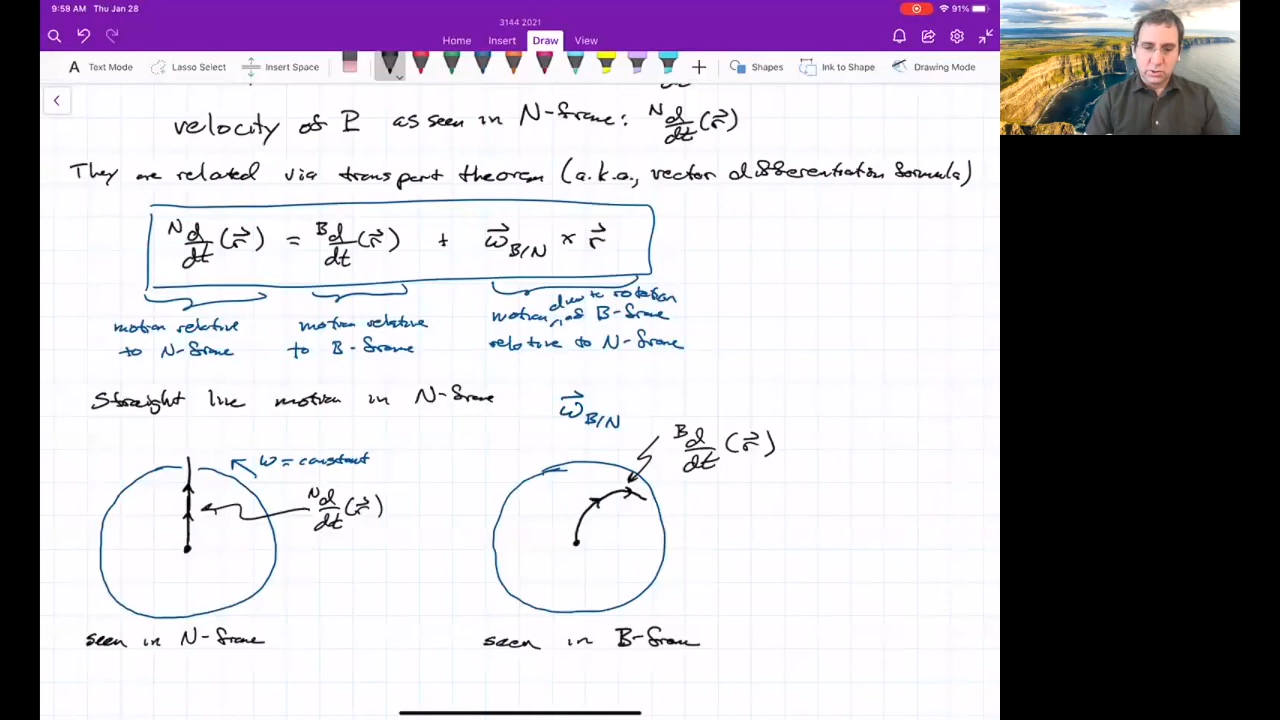 9:59 AM Thu Jan 28
91%
3144 2021
Home Insert Draw View
A Text Mode Lasso Select Insert Space + Shapes Ink to Shape Drawing Mode
velocity of P as seen in N-frame: ᴺd/dt(r⃗)
They are related via transport theorem (a.k.a., vector differentiation formula)
ᴺd/dt(r⃗) = ᴮd/dt(r⃗) + ω⃗_B/N × r⃗
motion relative to N-frame
motion relative to B-frame
motion due to rotation of B-frame relative to N-frame
Straight line motion in N-frame
ω⃗_B/N
ω = constant
ᴺd/dt(r⃗)
ᴮd/dt(r⃗)
seen in N-frame
seen in B-frame